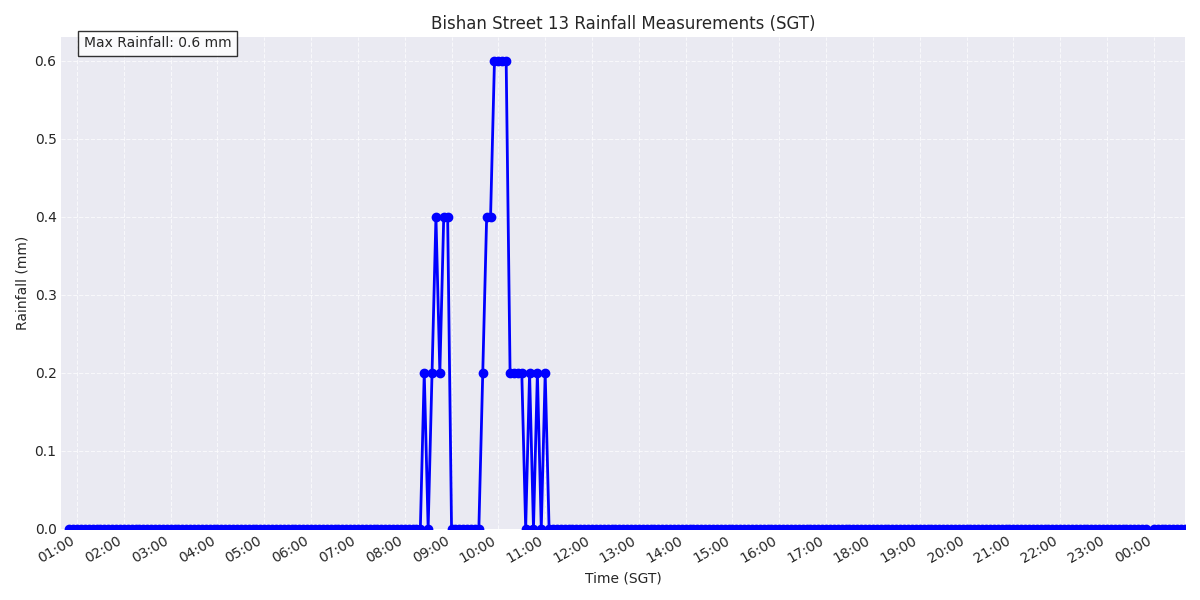 Bishan Street 13 Rainfall Measurements (SGT)
Max Rainfall: 0.6 mm
Rainfall (mm)
0.6
0.5
0.4
0.3
0.2
0.1
0.0
01:00 02:00 03:00 04:00 05:00 06:00 07:00 08:00 09:00 10:00 11:00 12:00 13:00 14:00 15:00 16:00 17:00 18:00 19:00 20:00 21:00 22:00 23:00 00:00
Time (SGT)